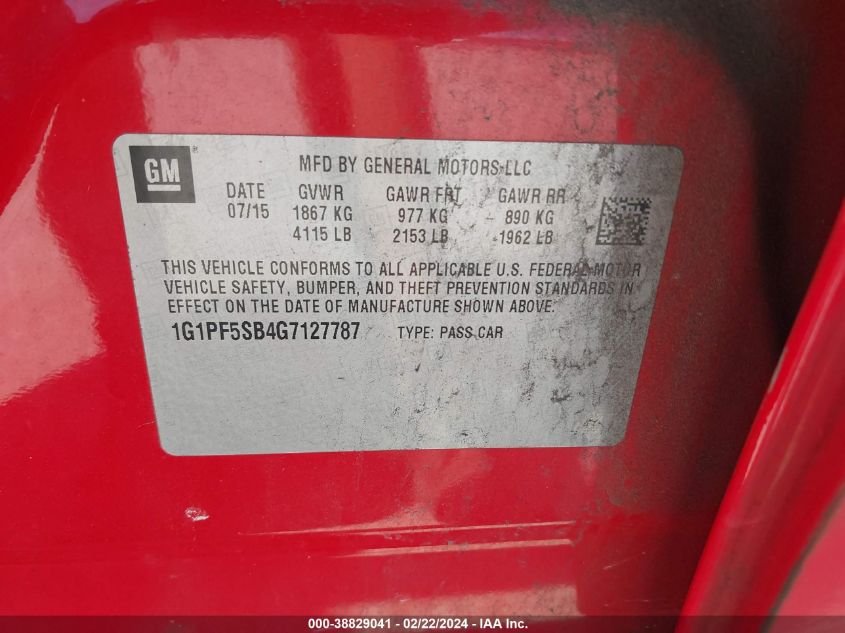 GM ®
MFD BY GENERAL MOTORS LLC
DATE GVWR GAWR FRT GAWR RR
07/15 1867 KG 977 KG 890 KG
4115 LB 2153 LB 1962 LB
THIS VEHICLE CONFORMS TO ALL APPLICABLE U.S. FEDERAL MOTOR
VEHICLE SAFETY, BUMPER, AND THEFT PREVENTION STANDARDS IN
EFFECT ON THE DATE OF MANUFACTURE SHOWN ABOVE.
1G1PF5SB4G7127787 TYPE: PASS CAR
000-38829041 - 02/22/2024 - IAA, Inc.